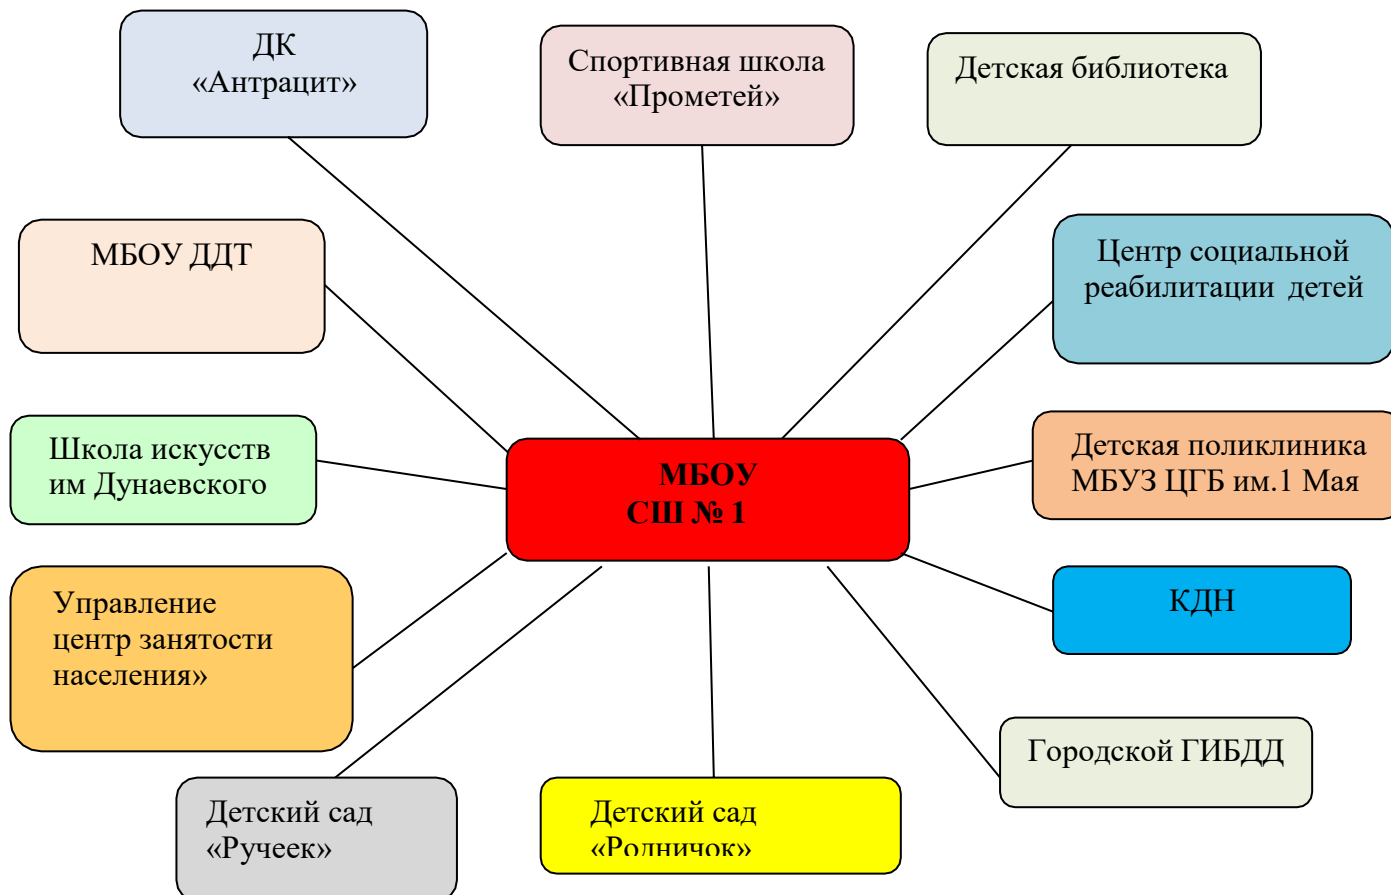 ДК
«Антрацит»
Спортивная школа
«Прометей»
Детская библиотека
МБОУ ДДТ
Центр социальной
реабилитации детей
Школа искусств
им Дунаевского
МБОУ
СШ № 1
Детская поликлиника
МБУЗ ЦГБ им.1 Мая
Управление
центр занятости
населения»
КДН
Городской ГИБДД
Детский сад
«Ручеек»
Детский сад
«Родничок»